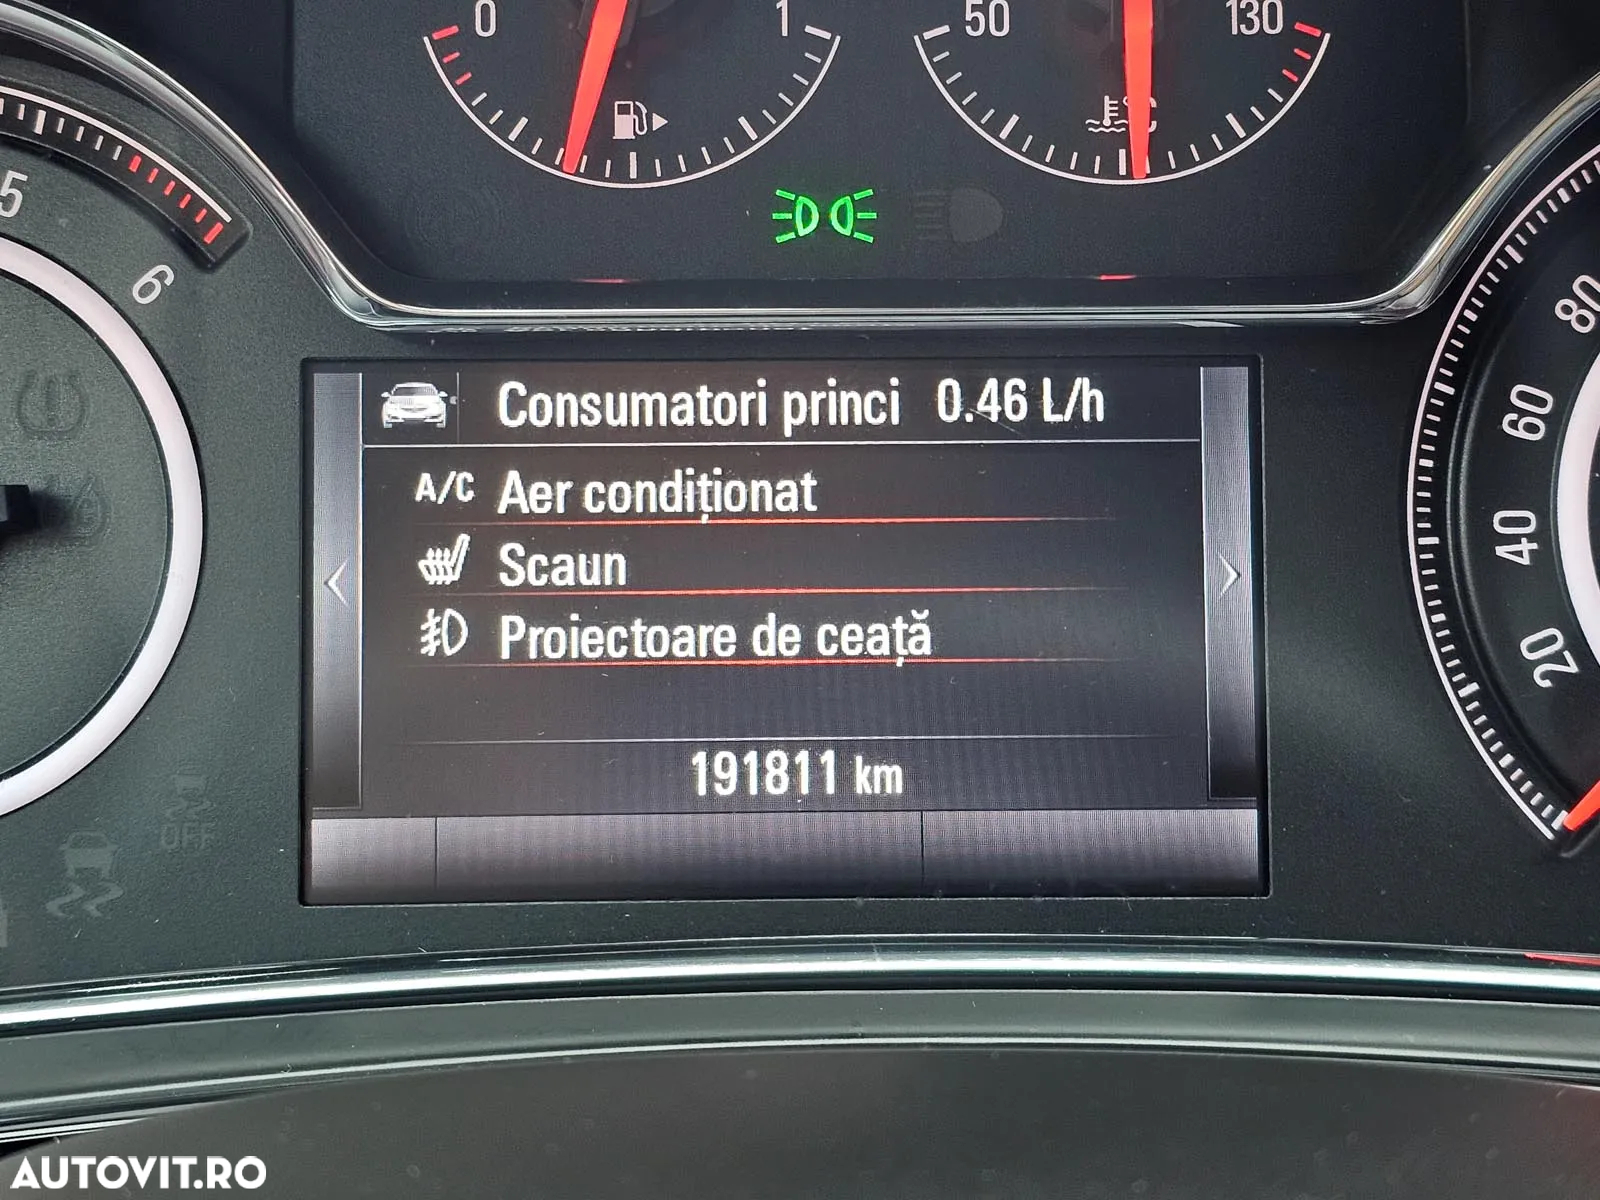 0 1 50 130
5
6
80
60
40
20
Consumatori princi 0.46 L/h
A/C Aer condiționat
Scaun
Proiectoare de ceață
191811 km
OFF
AUTOVIT.RO